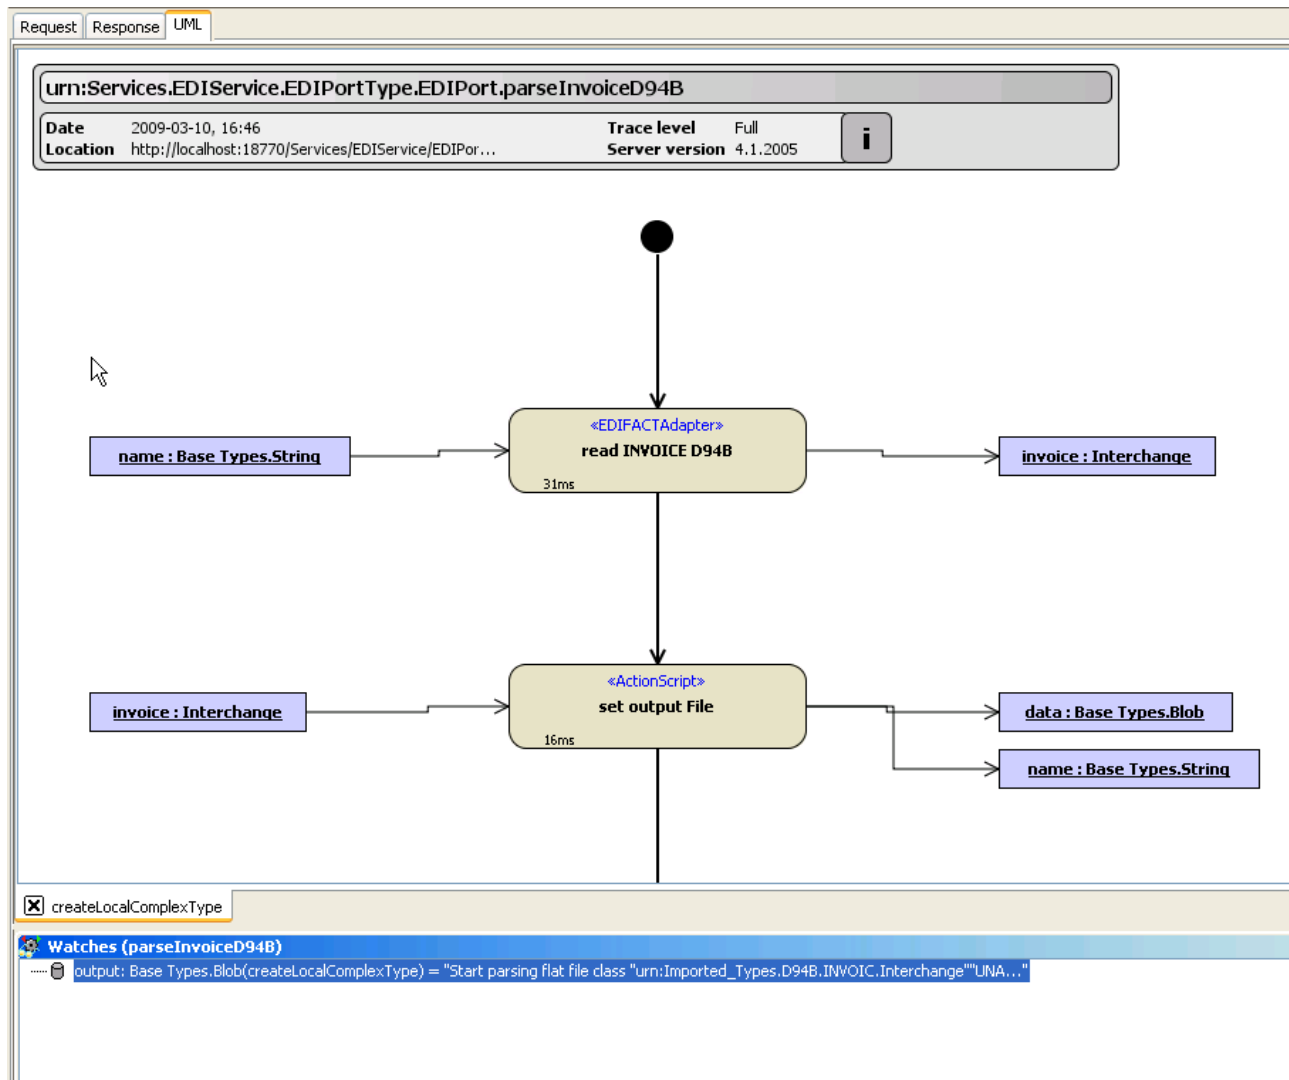 Request Response UML
urn:Services.EDIService.EDIPortType.EDIPort.parseInvoiceD94B
Date 2009-03-10, 16:46 Trace level Full
Location http://localhost:18770/Services/EDIService/EDIPor... Server version 4.1.2005
i
«EDIFACTAdapter»
name : Base Types.String read INVOICE D94B invoice : Interchange
31ms
«ActionScript»
invoice : Interchange set output File data : Base Types.Blob
16ms
name : Base Types.String
createLocalComplexType
Watches (parseInvoiceD94B)
output: Base Types.Blob(createLocalComplexType) = "Start parsing flat file class "urn:Imported_Types.D94B.INVOIC.Interchange""UNA..."